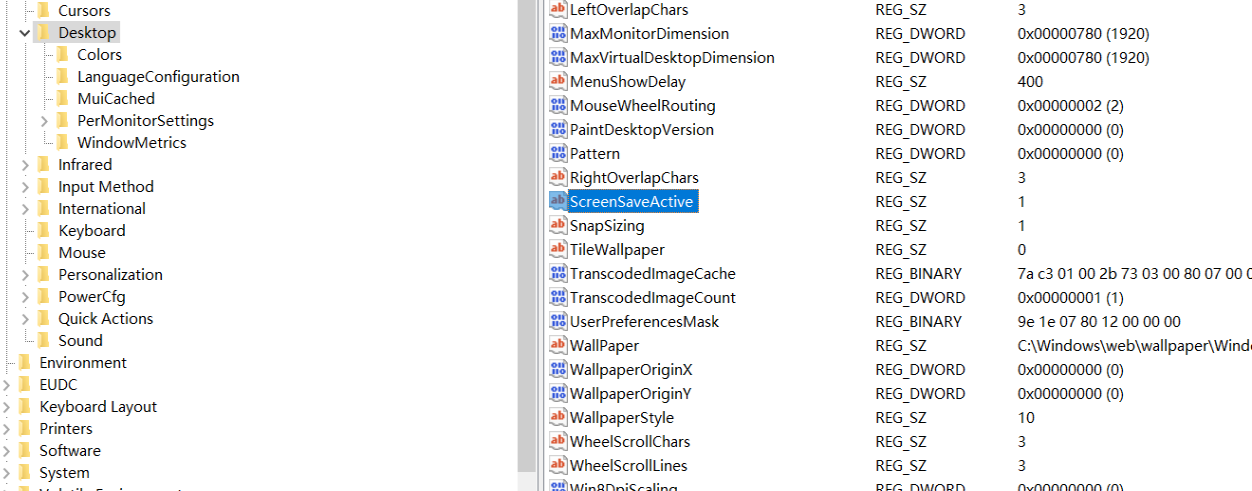 Cursors
Desktop
Colors
LanguageConfiguration
MuiCached
PerMonitorSettings
WindowMetrics
Infrared
Input Method
International
Keyboard
Mouse
Personalization
PowerCfg
Quick Actions
Sound
Environment
EUDC
Keyboard Layout
Printers
Software
System
LeftOverlapChars REG_SZ 3
MaxMonitorDimension REG_DWORD 0x00000780 (1920)
MaxVirtualDesktopDimension REG_DWORD 0x00000780 (1920)
MenuShowDelay REG_SZ 400
MouseWheelRouting REG_DWORD 0x00000002 (2)
PaintDesktopVersion REG_DWORD 0x00000000 (0)
Pattern REG_DWORD 0x00000000 (0)
RightOverlapChars REG_SZ 3
ScreenSaveActive REG_SZ 1
SnapSizing REG_SZ 1
TileWallpaper REG_SZ 0
TranscodedImageCache REG_BINARY 7a c3 01 00 2b 73 03 00 80 07 00
TranscodedImageCount REG_DWORD 0x00000001 (1)
UserPreferencesMask REG_BINARY 9e 1e 07 80 12 00 00 00
WallPaper REG_SZ C:\Windows\web\wallpaper\Windo
WallpaperOriginX REG_DWORD 0x00000000 (0)
WallpaperOriginY REG_DWORD 0x00000000 (0)
WallpaperStyle REG_SZ 10
WheelScrollChars REG_SZ 3
WheelScrollLines REG_SZ 3
Win8DpiScaling REG_DWORD 0x00000000 (0)